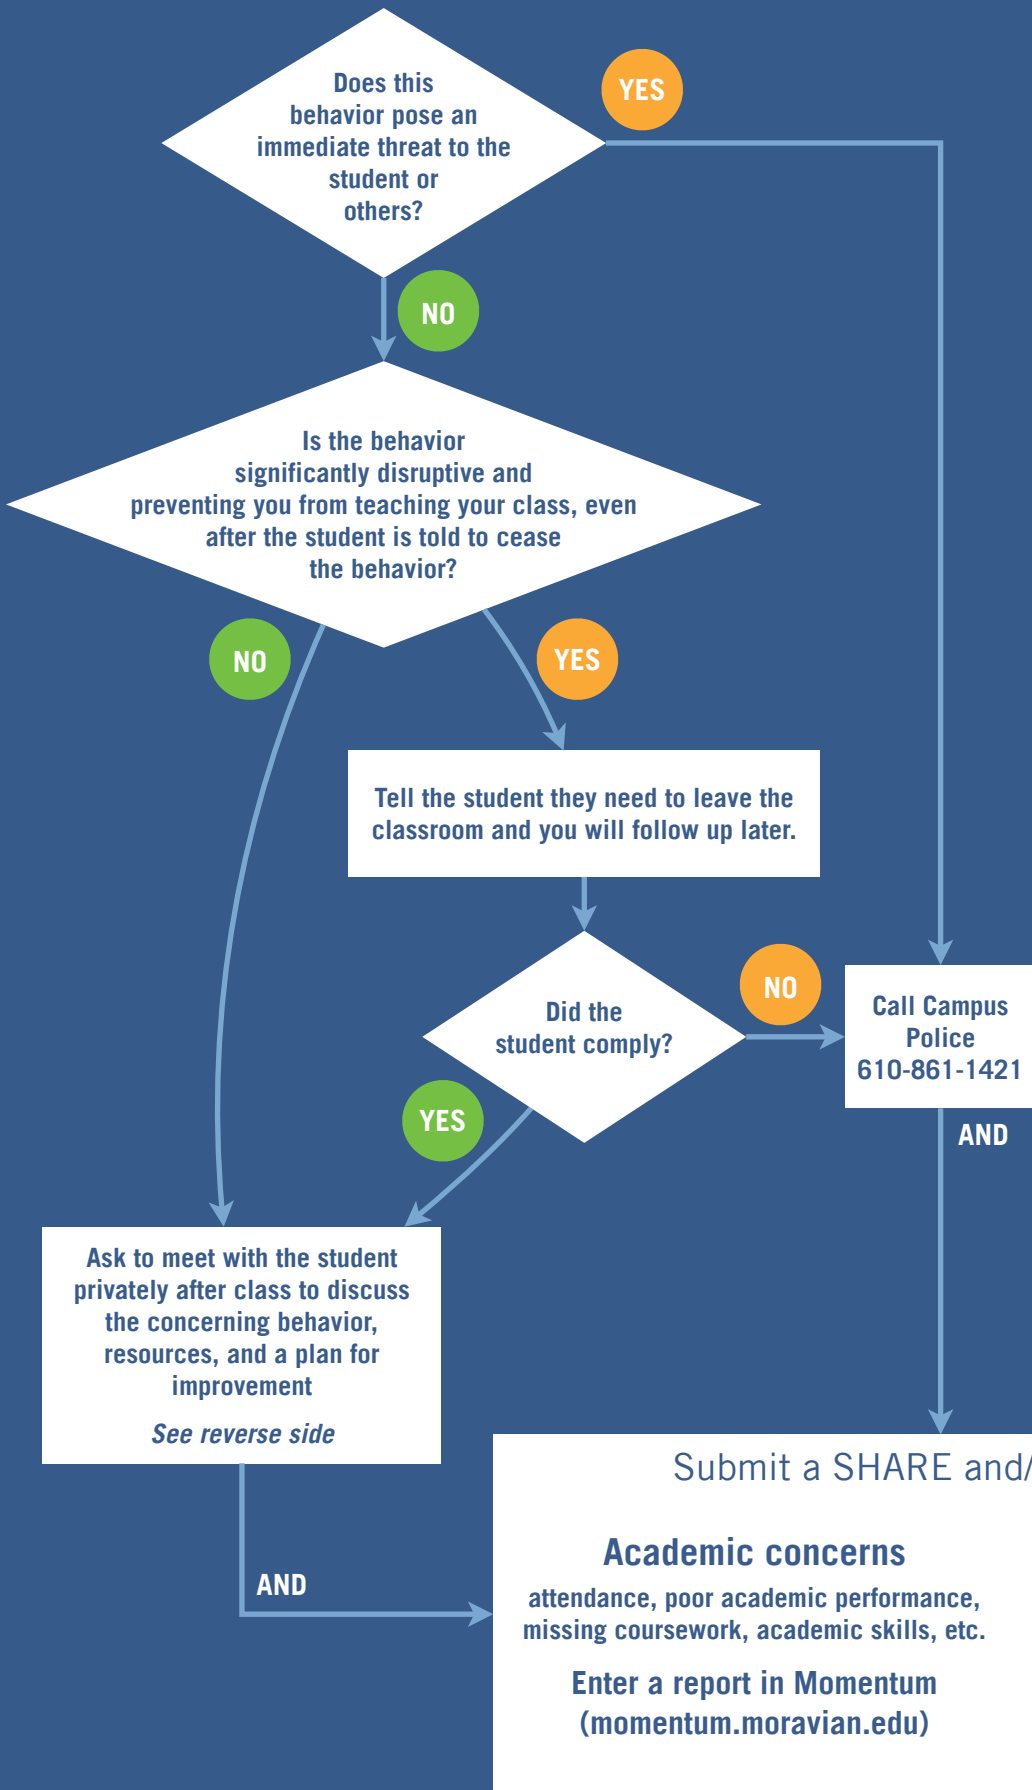 Does this
behavior pose an
immediate threat to the
student or
others?
YES
NO
Is the behavior
significantly disruptive and
preventing you from teaching your class, even
after the student is told to cease
the behavior?
NO
YES
Tell the student they need to leave the
classroom and you will follow up later.
Did the
student comply?
NO
YES
Call Campus
Police
610-861-1421
AND
Ask to meet with the student
privately after class to discuss
the concerning behavior,
resources, and a plan for
improvement
See reverse side
AND
Submit a SHARE and/
Academic concerns
attendance, poor academic performance,
missing coursework, academic skills, etc.
Enter a report in Momentum
(momentum.moravian.edu)